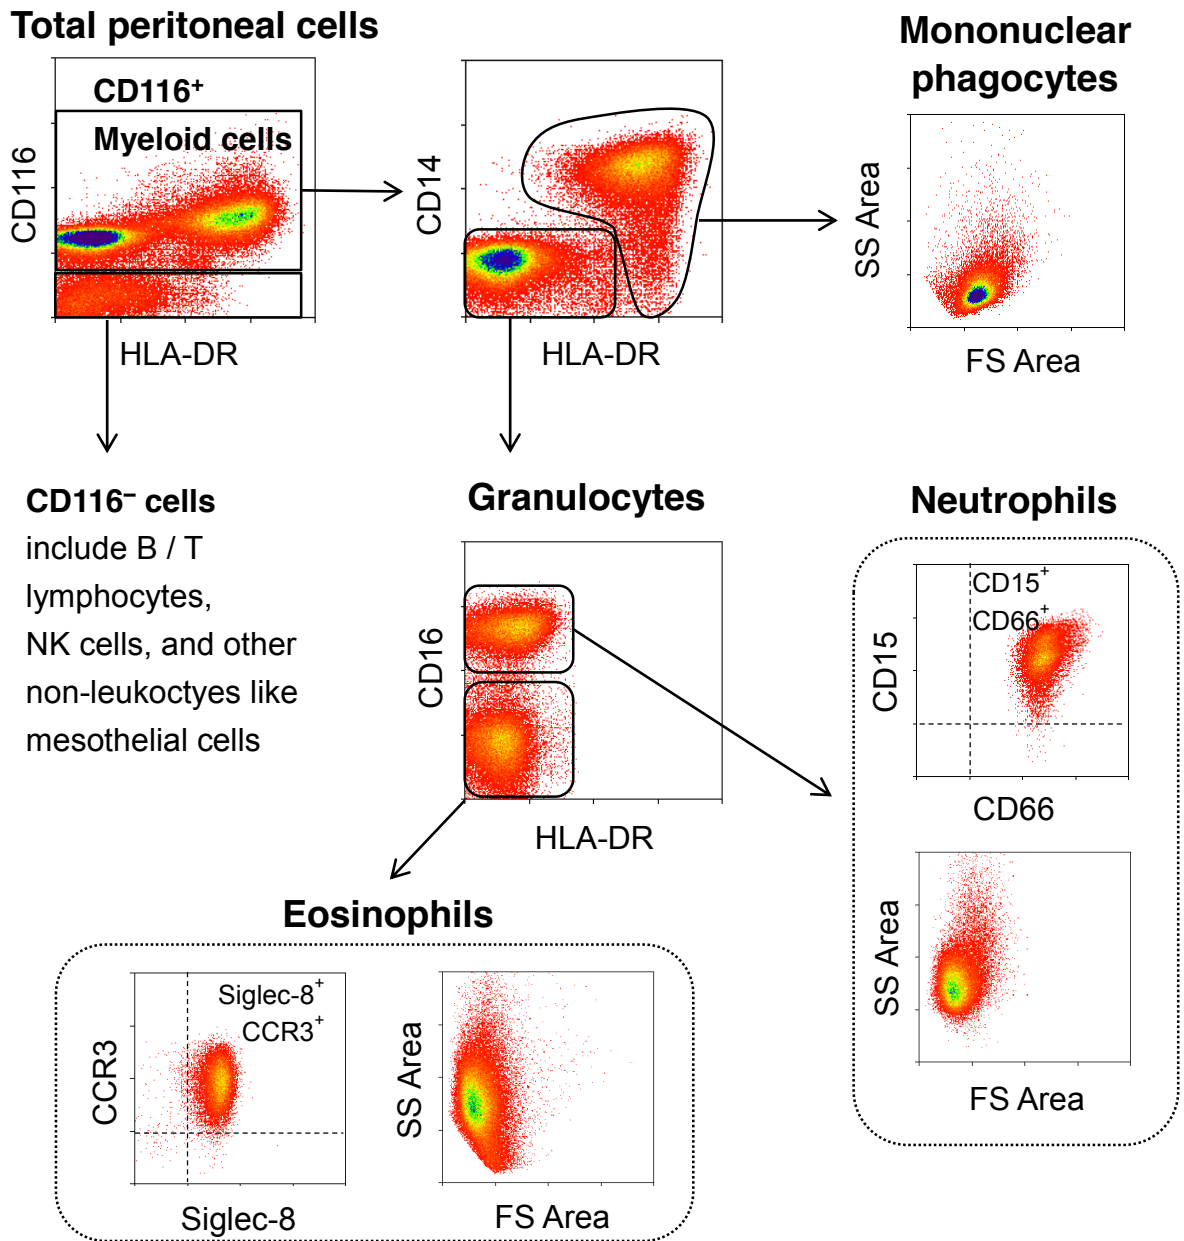 Total peritoneal cells
CD116⁺
Myeloid cells
CD116
HLA-DR
CD14
HLA-DR
Mononuclear
phagocytes
SS Area
FS Area
CD116⁻ cells
include B / T
lymphocytes,
NK cells, and other
non-leukoctyes like
mesothelial cells
Granulocytes
CD16
HLA-DR
Neutrophils
CD15⁺
CD66⁺
CD15
CD66
SS Area
FS Area
Eosinophils
Siglec-8⁺
CCR3⁺
CCR3
Siglec-8
SS Area
FS Area